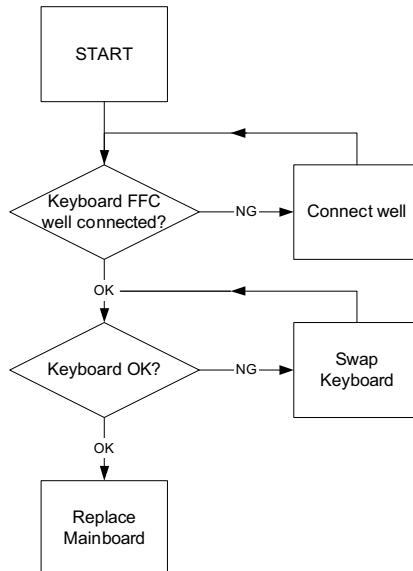 START
Keyboard FFC
well connected?
NG
Connect well
OK
Keyboard OK?
NG
Swap
Keyboard
OK
Replace
Mainboard